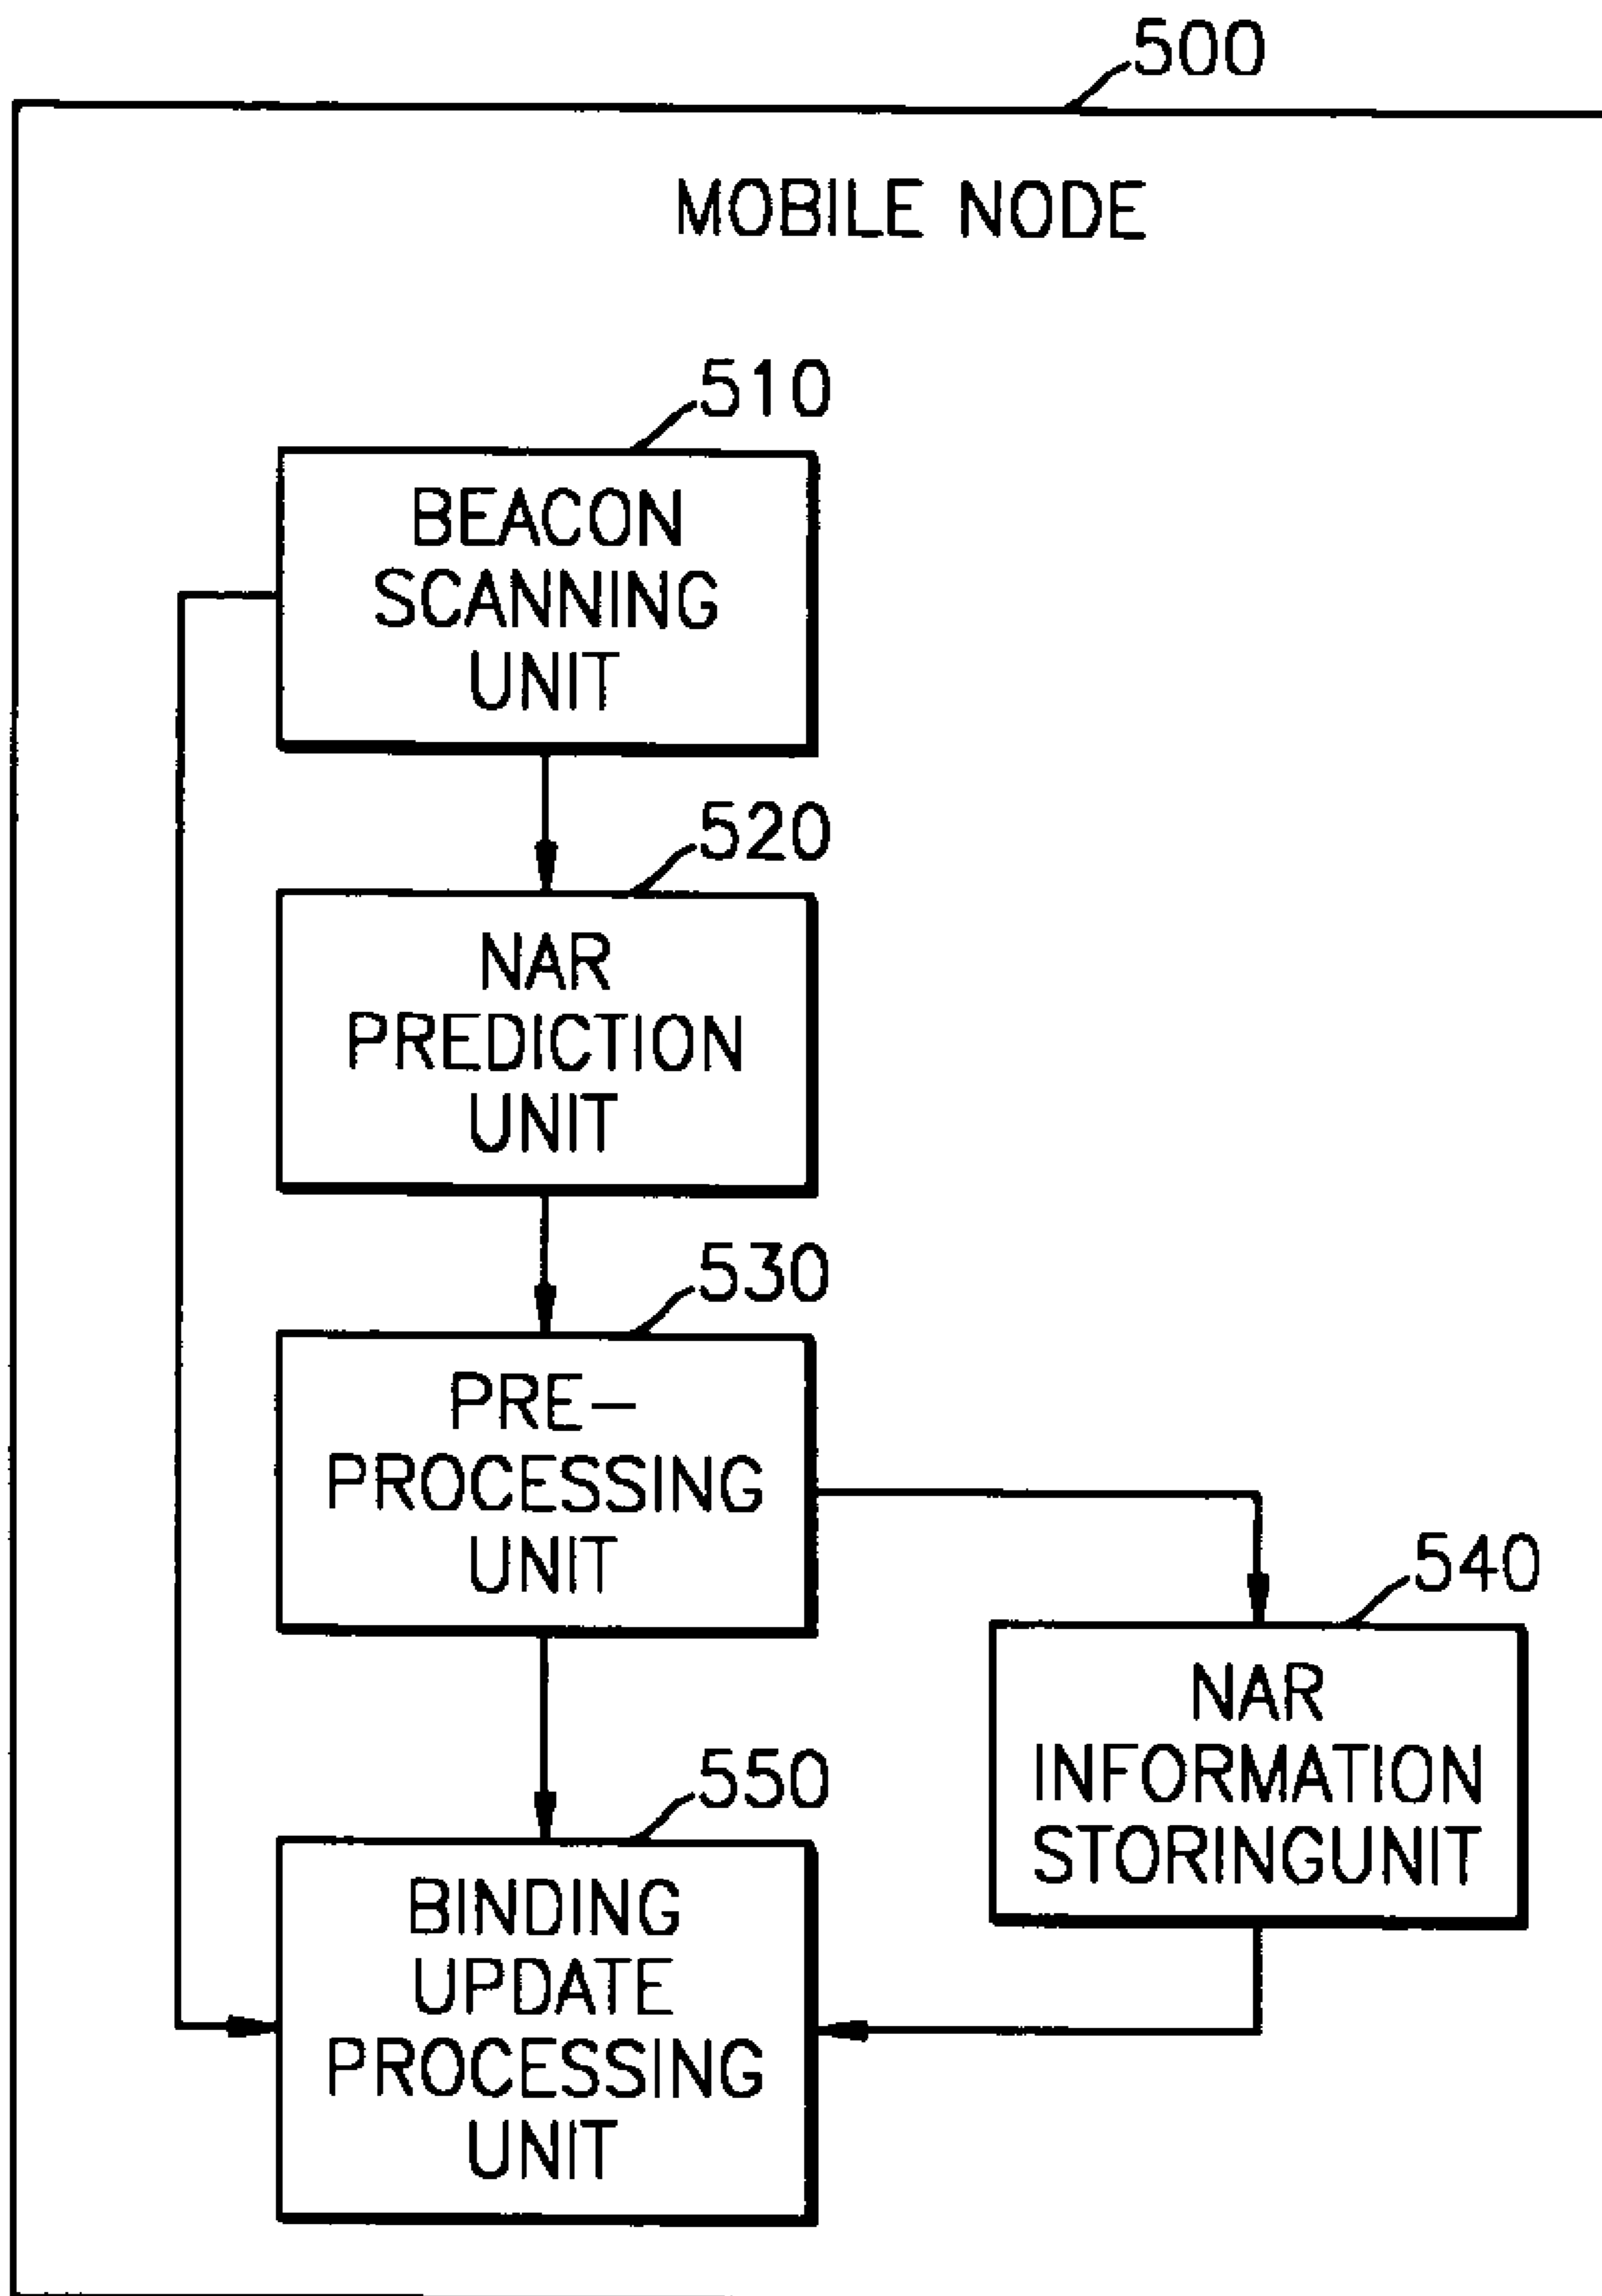 500
MOBILE NODE
510
BEACON
SCANNING
UNIT
520
NAR
PREDICTION
UNIT
530
PRE-
PROCESSING
UNIT
540
NAR
INFORMATION
STORINGUNIT
550
BINDING
UPDATE
PROCESSING
UNIT